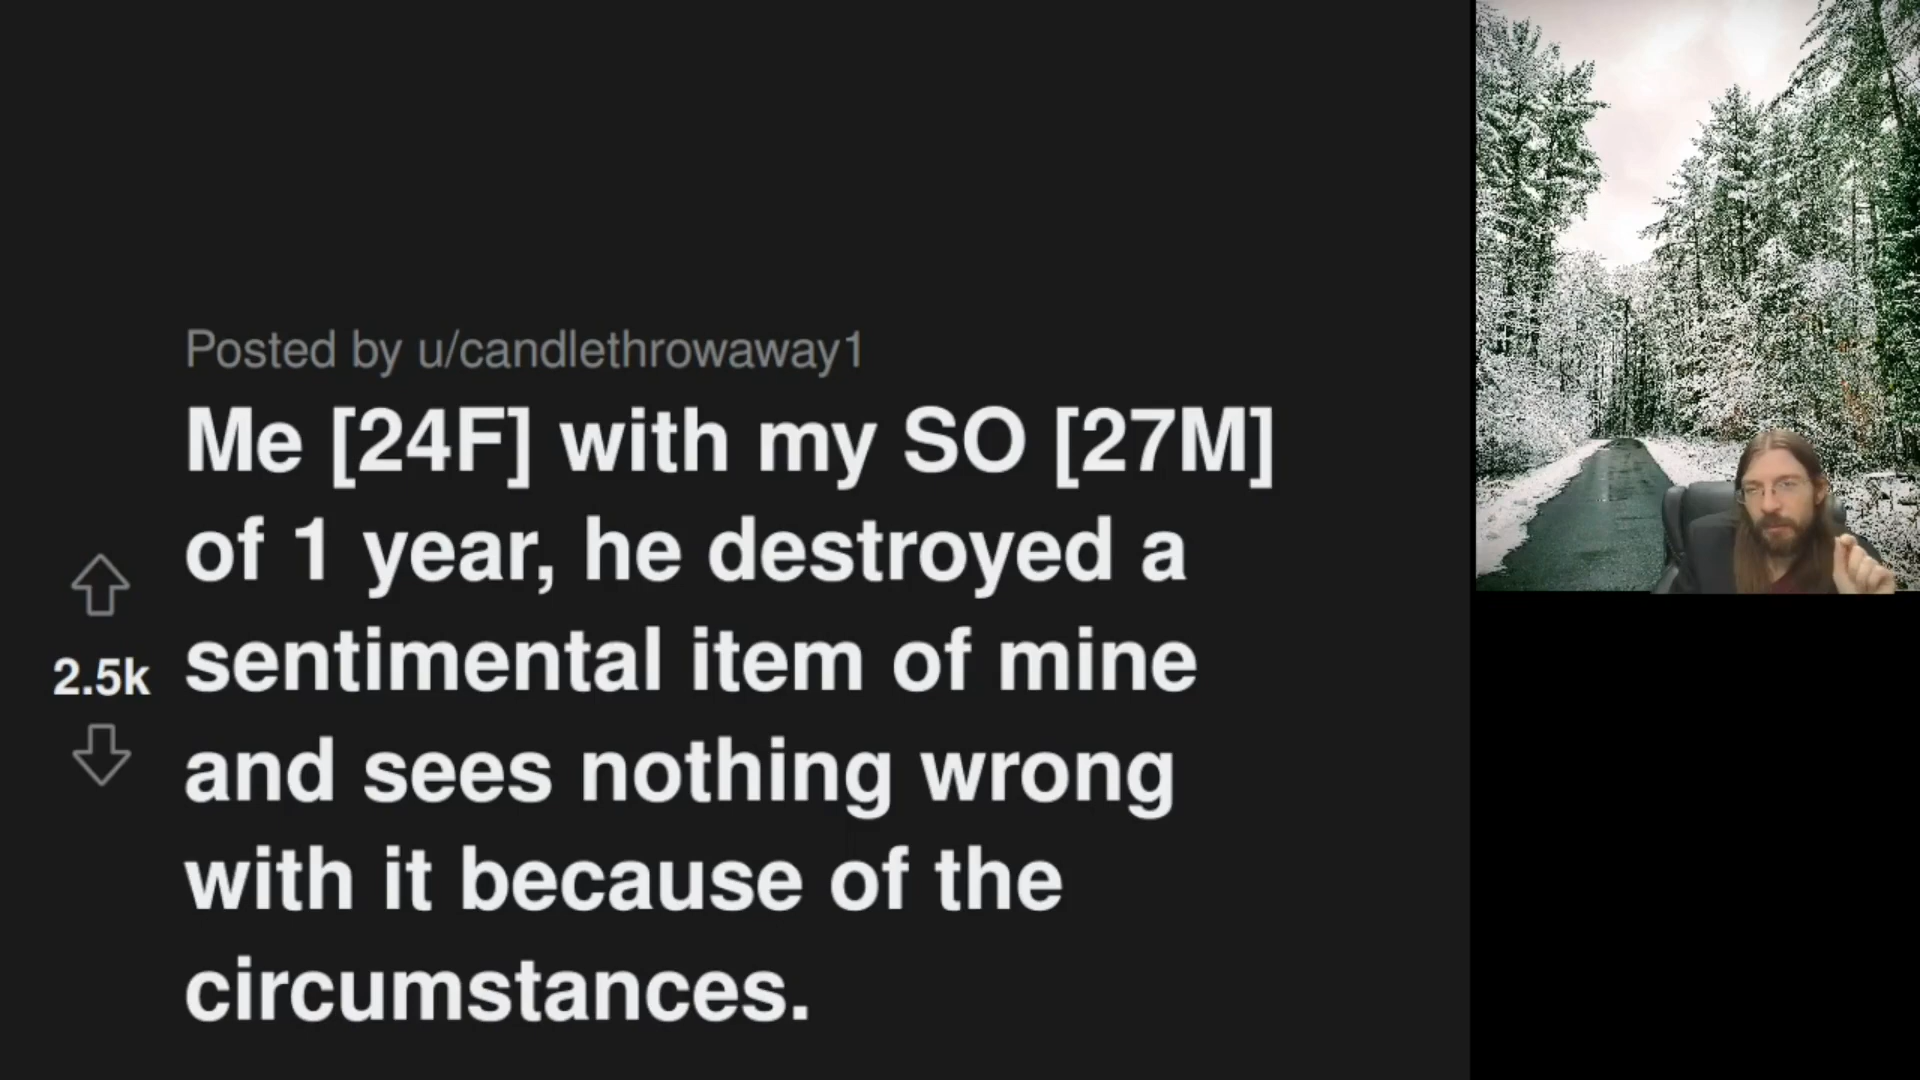 Posted by u/candlethrowaway1
Me [24F] with my SO [27M]
of 1 year, he destroyed a
sentimental item of mine
and sees nothing wrong
with it because of the
circumstances.
2.5k